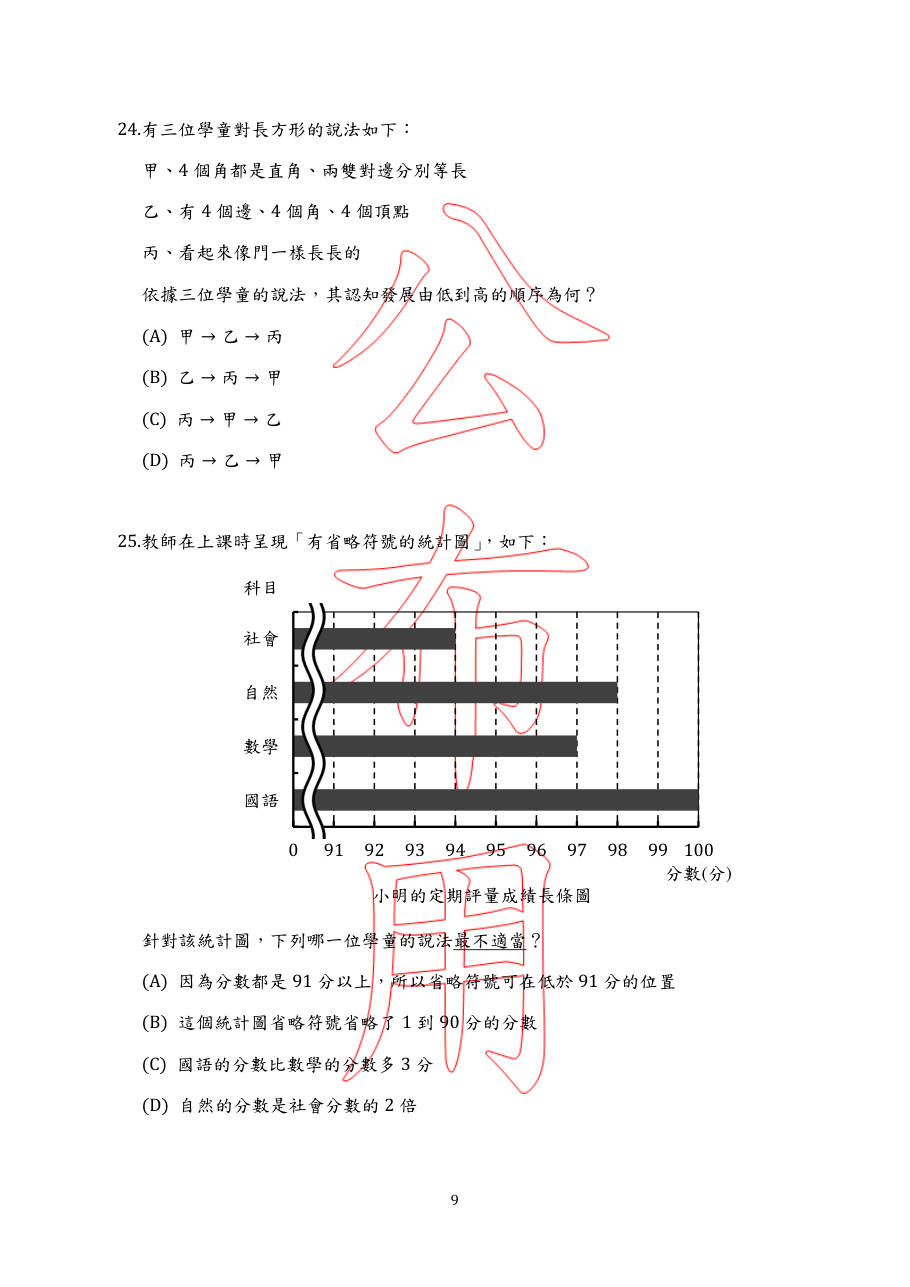 24.有三位學童對長方形的說法如下：
甲、4 個角都是直角、兩雙對邊分別等長
乙、有 4 個邊、4 個角、4 個頂點
丙、看起來像門一樣長長的
依據三位學童的說法，其認知發展由低到高的順序為何？
(A) 甲 → 乙 → 丙
(B) 乙 → 丙 → 甲
(C) 丙 → 甲 → 乙
(D) 丙 → 乙 → 甲
25.教師在上課時呈現「有省略符號的統計圖」，如下：
科目
社會
自然
數學
國語
0 91 92 93 94 95 96 97 98 99 100
分數(分)
小明的定期評量成績長條圖
針對該統計圖，下列哪一位學童的說法最不適當？
(A) 因為分數都是 91 分以上，所以省略符號可在低於 91 分的位置
(B) 這個統計圖省略符號省略了 1 到 90 分的分數
(C) 國語的分數比數學的分數多 3 分
(D) 自然的分數是社會分數的 2 倍
公布用
9